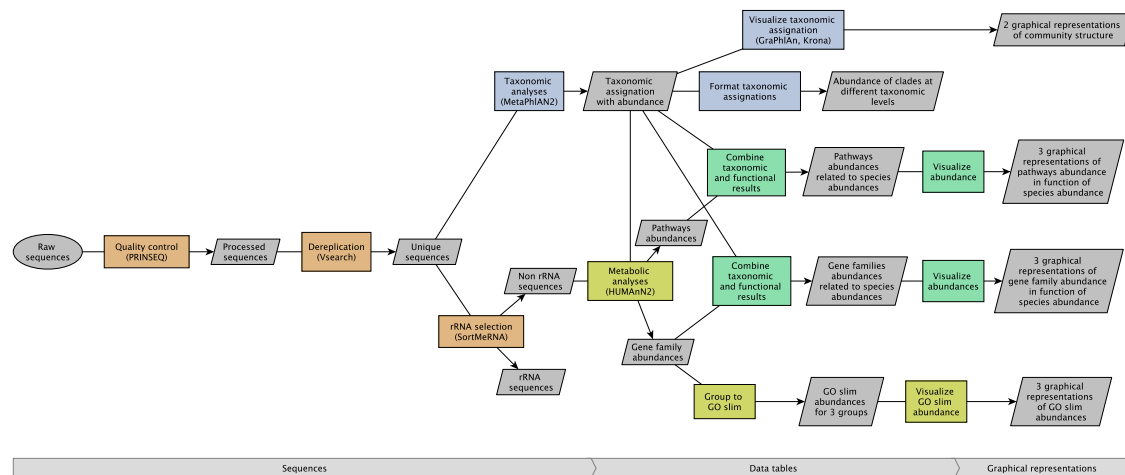 Visualize taxonomic
assignation
(GraPhlAn, Krona)
2 graphical representations
of community structure
Taxonomic
analyses
(MetaPhlAN2)
Taxonomic
assignation
with abundance
Format taxonomic
assignations
Abundance of clades at
different taxonomic
levels
Combine
taxonomic
and functional
results
Pathways
abundances
related to species
abundances
Visualize
abundance
3 graphical
representations of
pathways abundance
in function of
species abundance
Raw
sequences
Quality control
(PRINSEQ)
Processed
sequences
Dereplication
(Vsearch)
Unique
sequences
Pathways
abundances
Non rRNA
sequences
Metabolic
analyses
(HUMAnN2)
Combine
taxonomic
and functional
results
Gene families
abundances
related to species
abundances
Visualize
abundances
3 graphical
representations of
gene family abundance
in function of
species abundance
rRNA selection
(SortMeRNA)
Gene family
abundances
rRNA
sequences
Group to
GO slim
GO slim
abundances
for 3 groups
Visualize
GO slim
abundance
3 graphical
representations
of GO slim
abundances
Sequences
Data tables
Graphical representations